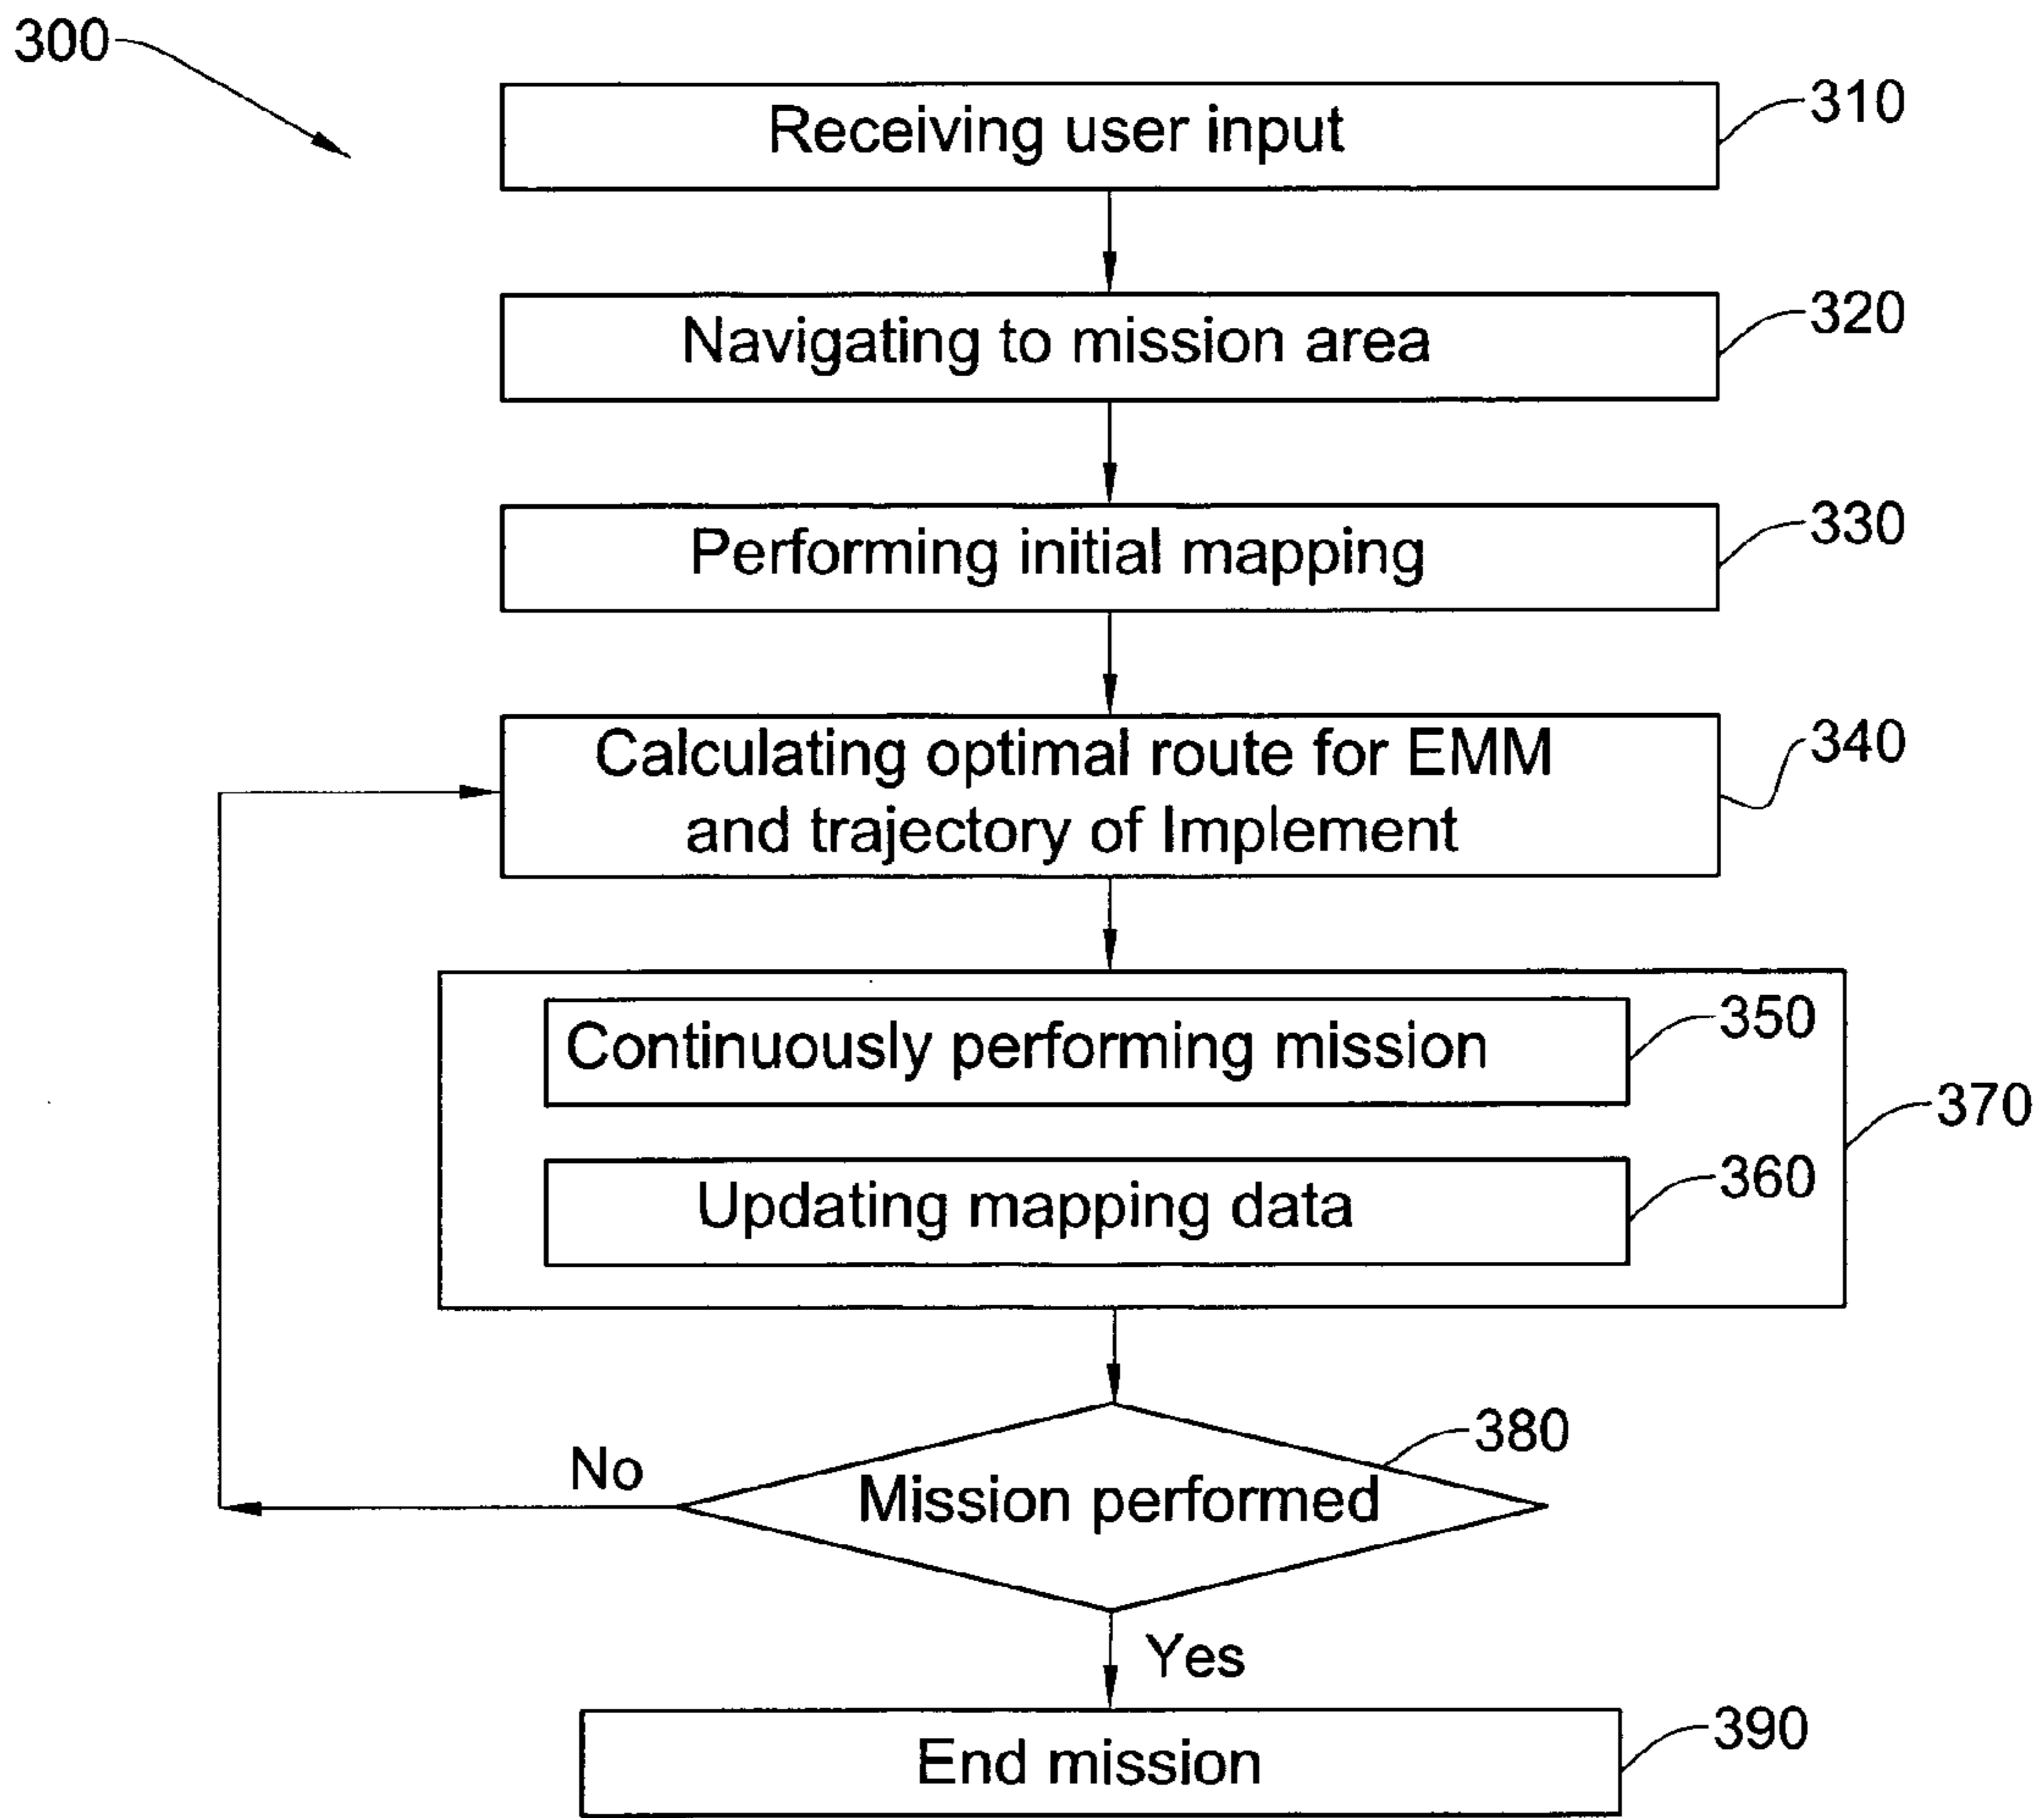 300
Receiving user input
310
Navigating to mission area
320
Performing initial mapping
330
Calculating optimal route for EMM
and trajectory of Implement
340
Continuously performing mission
350
Updating mapping data
360
370
Mission performed
380
No
Yes
End mission
390